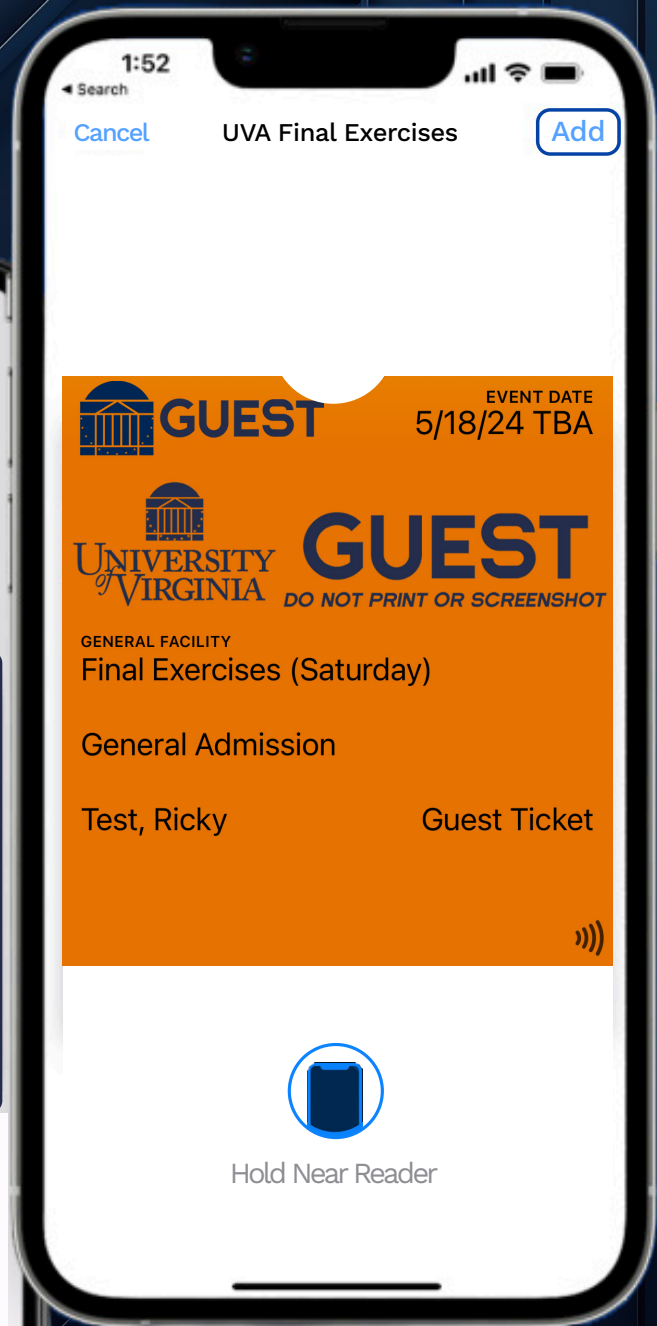 1:52
◀ Search
Cancel UVA Final Exercises Add
GUEST
EVENT DATE
5/18/24 TBA
UNIVERSITY
of VIRGINIA
GUEST
DO NOT PRINT OR SCREENSHOT
GENERAL FACILITY
Final Exercises (Saturday)
General Admission
Test, Ricky Guest Ticket
Hold Near Reader